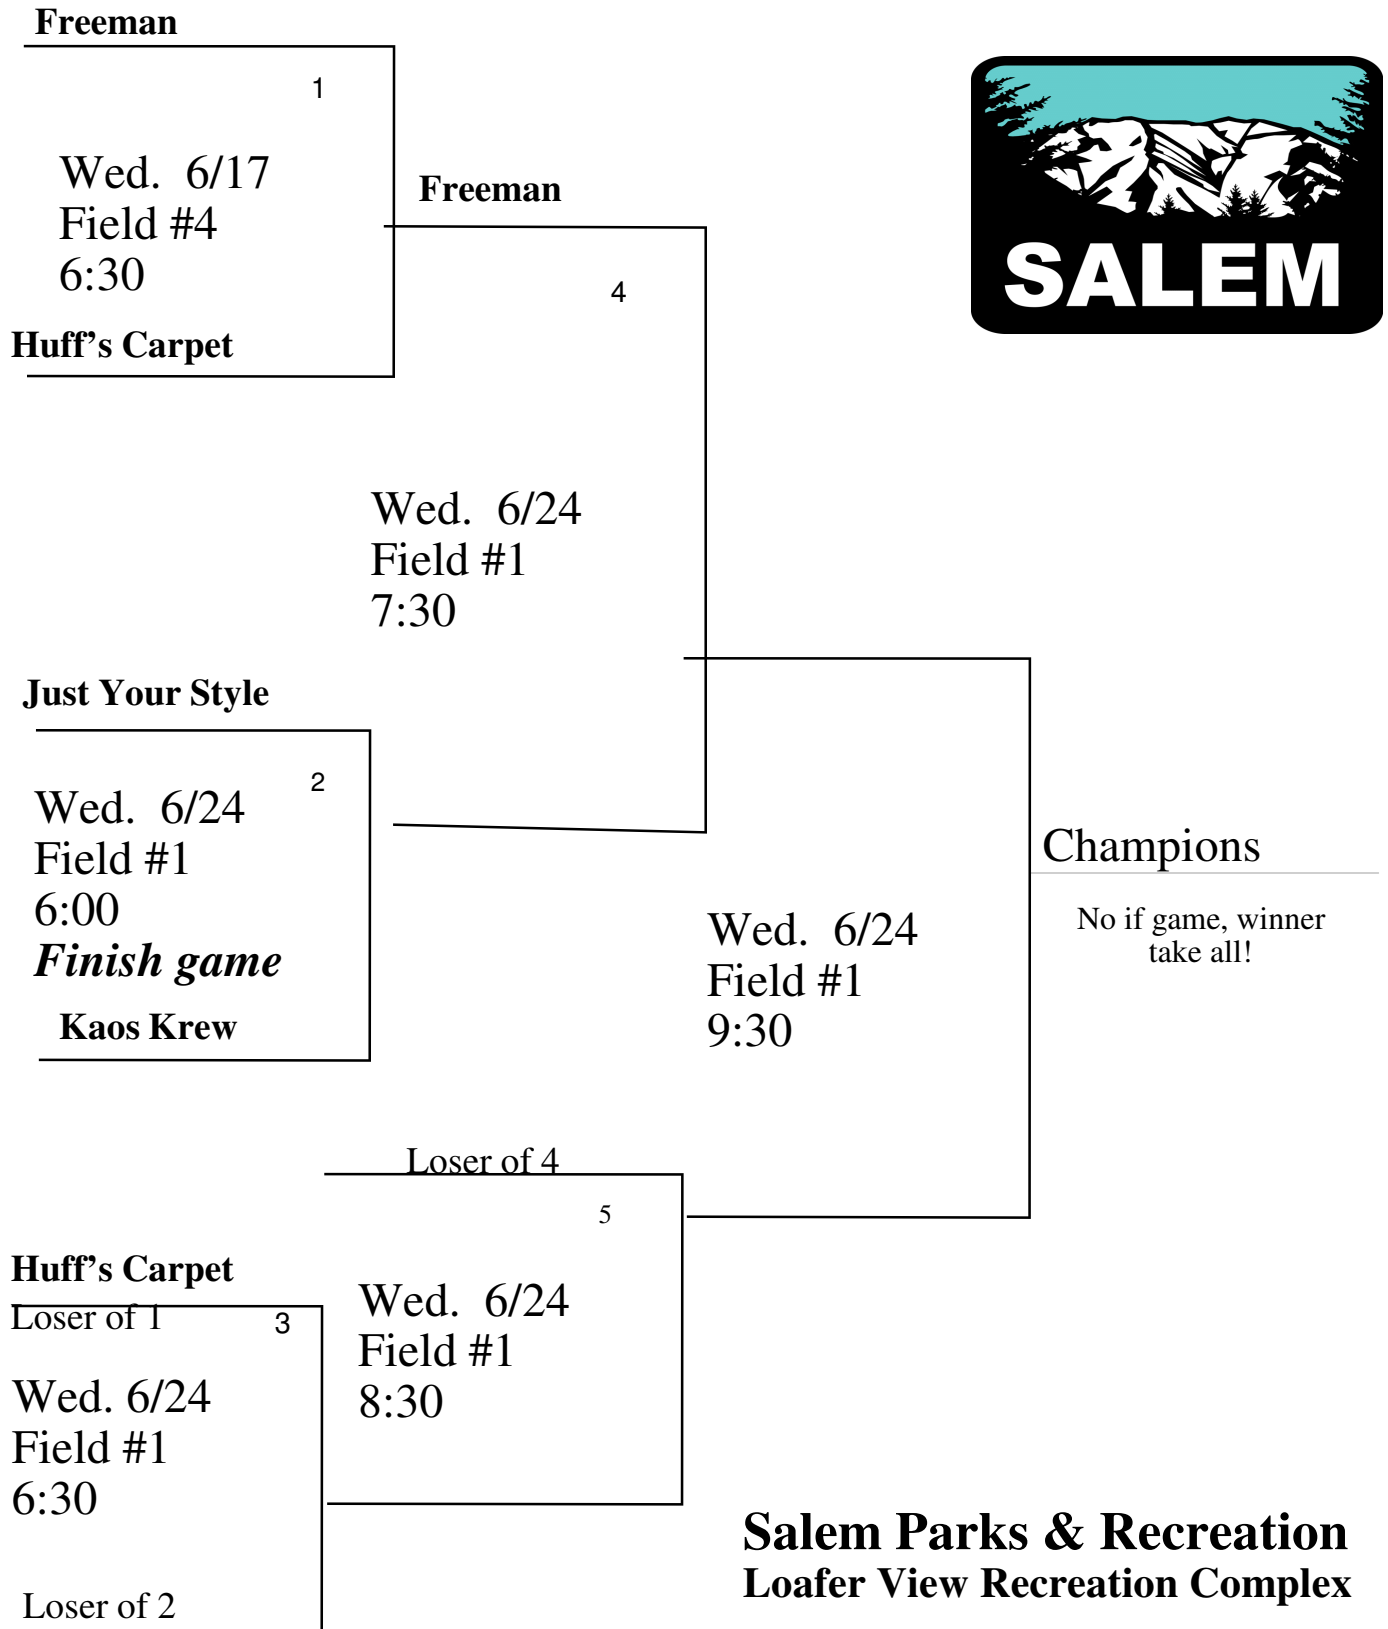 Freeman
1
Wed.  6/17
Field #4
6:30
Huff’s Carpet
Freeman
4
SALEM
Wed.  6/24
Field #1
7:30
Just Your Style
2
Wed.  6/24
Field #1
6:00
Finish game
Kaos Krew
Wed.  6/24
Field #1
9:30
Champions
No if game, winner
take all!
Loser of 4
5
Wed.  6/24
Field #1
8:30
Huff’s Carpet
Loser of 1
3
Wed. 6/24
Field #1
6:30
Loser of 2
Salem Parks & Recreation
Loafer View Recreation Complex